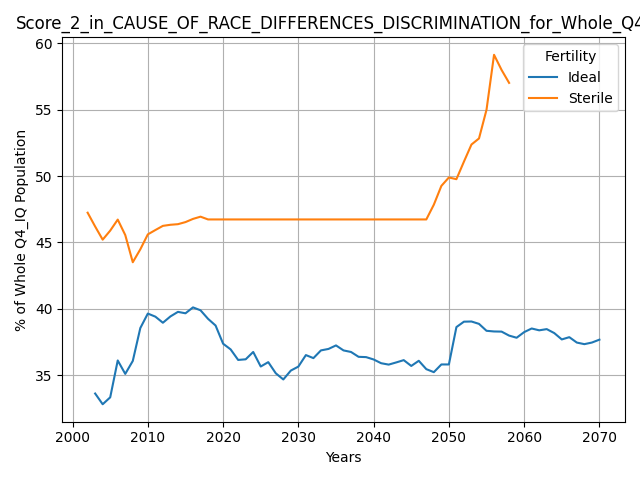 Score_2_in_CAUSE_OF_RACE_DIFFERENCES_DISCRIMINATION_for_Whole_Q4
Fertility
Ideal
Sterile
60
55
50
45
40
35
% of Whole Q4_IQ Population
2000 2010 2020 2030 2040 2050 2060 2070
Years